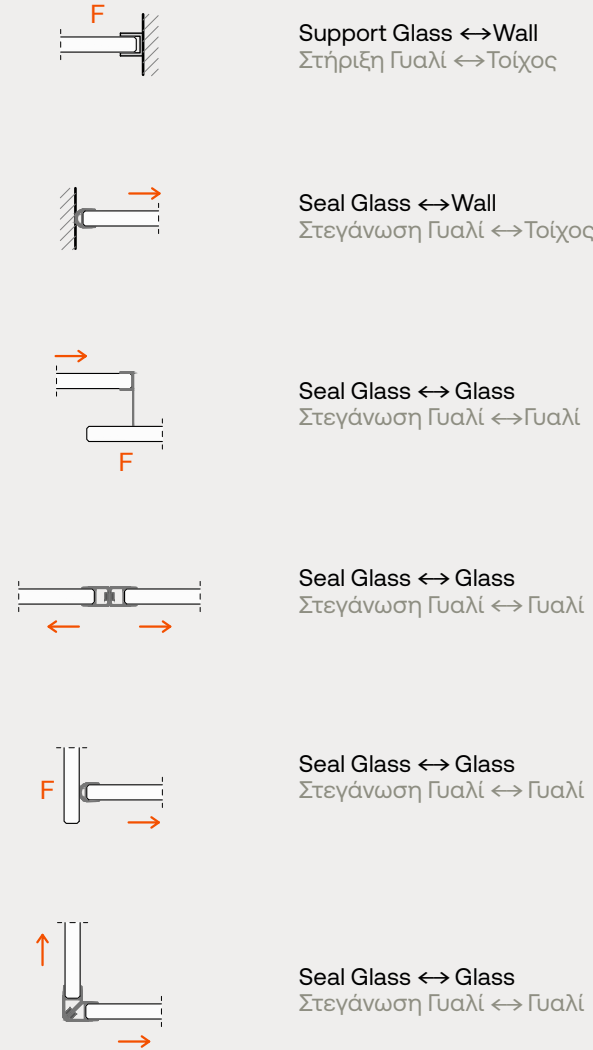 F
Support Glass ↔ Wall
Στήριξη Γυαλί ↔ Τοίχος
Seal Glass ↔ Wall
Στεγάνωση Γυαλί ↔ Τοίχος
Seal Glass ↔ Glass
Στεγάνωση Γυαλί ↔ Γυαλί
F
Seal Glass ↔ Glass
Στεγάνωση Γυαλί ↔ Γυαλί
Seal Glass ↔ Glass
F
Στεγάνωση Γυαλί ↔ Γυαλί
Seal Glass ↔ Glass
Στεγάνωση Γυαλί ↔ Γυαλί